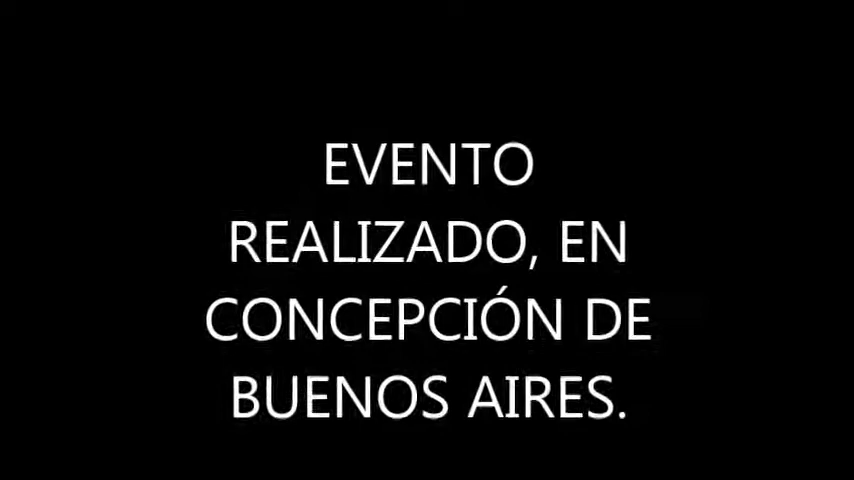 EVENTO
REALIZADO, EN
CONCEPCIÓN DE
BUENOS AIRES.